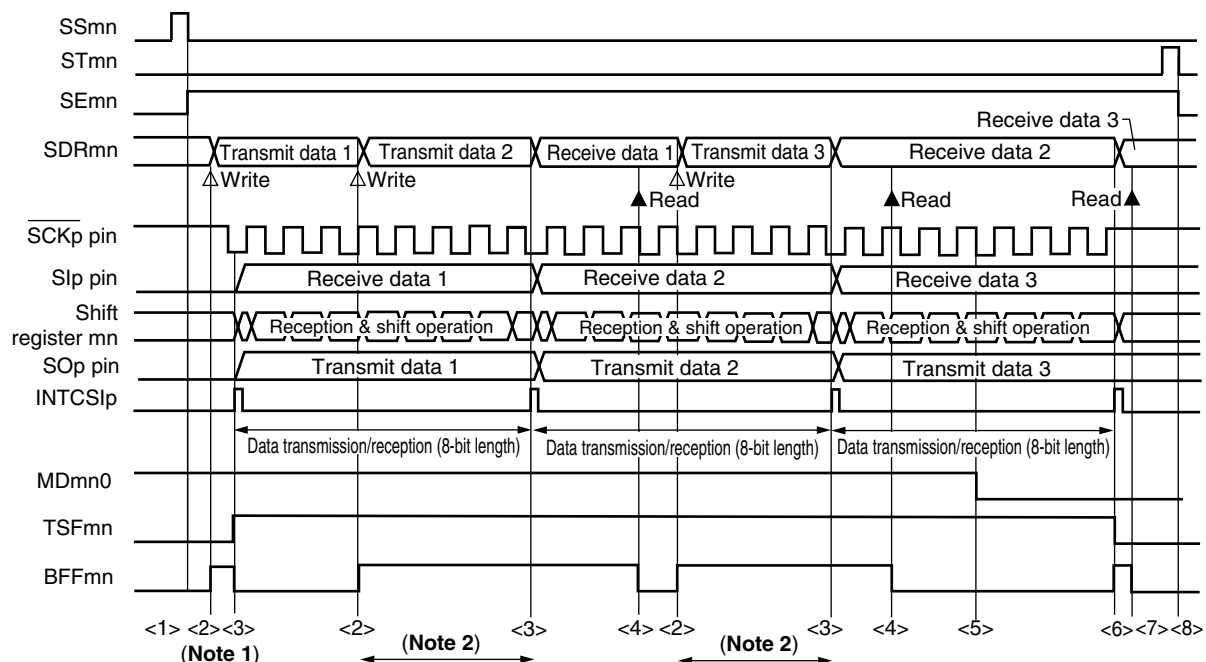 SSmn
STmn
SEmn
Receive data 3
SDRmn Transmit data 1 Transmit data 2 Receive data 1 Transmit data 3 Receive data 2
Write Write Read Write Read Read
SCKp pin
SIp pin Receive data 1 Receive data 2 Receive data 3
Shift
register mn Reception & shift operation Reception & shift operation Reception & shift operation
SOp pin Transmit data 1 Transmit data 2 Transmit data 3
INTCSIp
Data transmission/reception (8-bit length) Data transmission/reception (8-bit length) Data transmission/reception (8-bit length)
MDmn0
TSFmn
BFFmn
<1> <2> <3> <2> <3> <4> <2> <3> <4> <5> <6> <7> <8>
(Note 1) (Note 2) (Note 2)